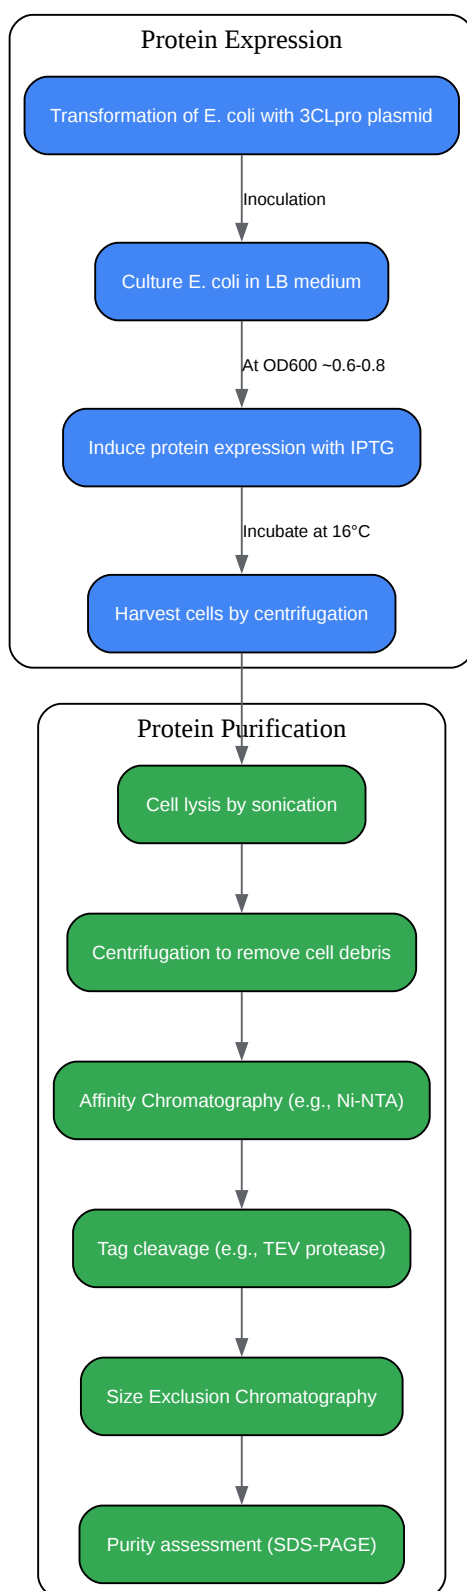 Protein Expression
Transformation of E. coli with 3CLpro plasmid
Inoculation
Culture E. coli in LB medium
At OD600 ~0.6-0.8
Induce protein expression with IPTG
Incubate at 16°C
Harvest cells by centrifugation
Protein Purification
Cell lysis by sonication
Centrifugation to remove cell debris
Affinity Chromatography (e.g., Ni-NTA)
Tag cleavage (e.g., TEV protease)
Size Exclusion Chromatography
Purity assessment (SDS-PAGE)